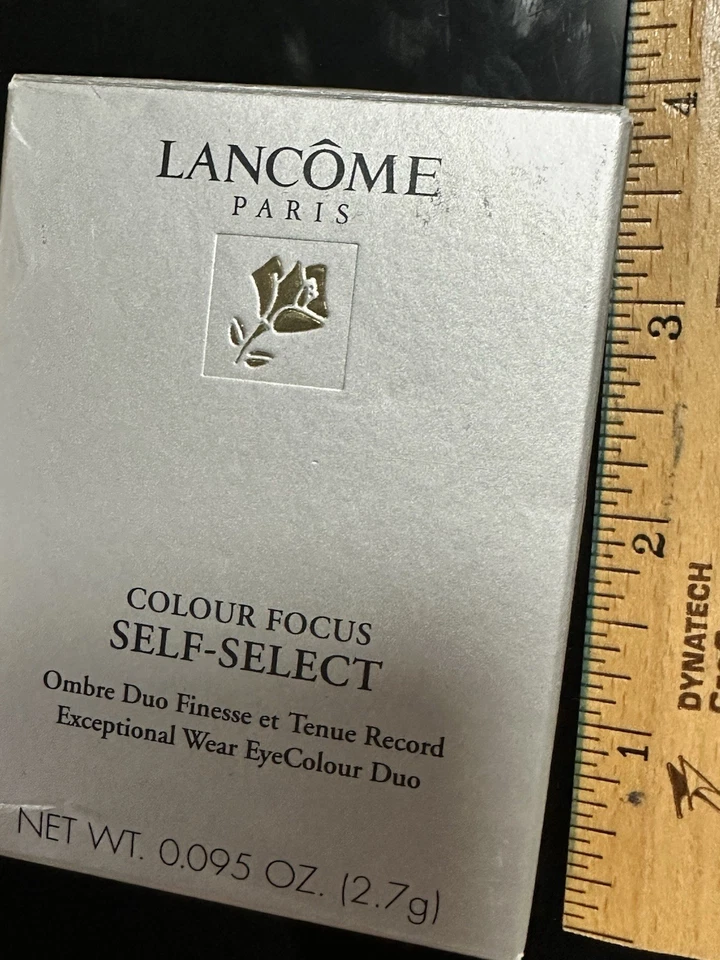 LANCÔME
PARIS
COLOUR FOCUS
SELF-SELECT
Ombre Duo Finesse et Tenue Record
Exceptional Wear EyeColour Duo
NET WT. 0.095 OZ. (2.7g)
4
3
2
1
DYNATECH